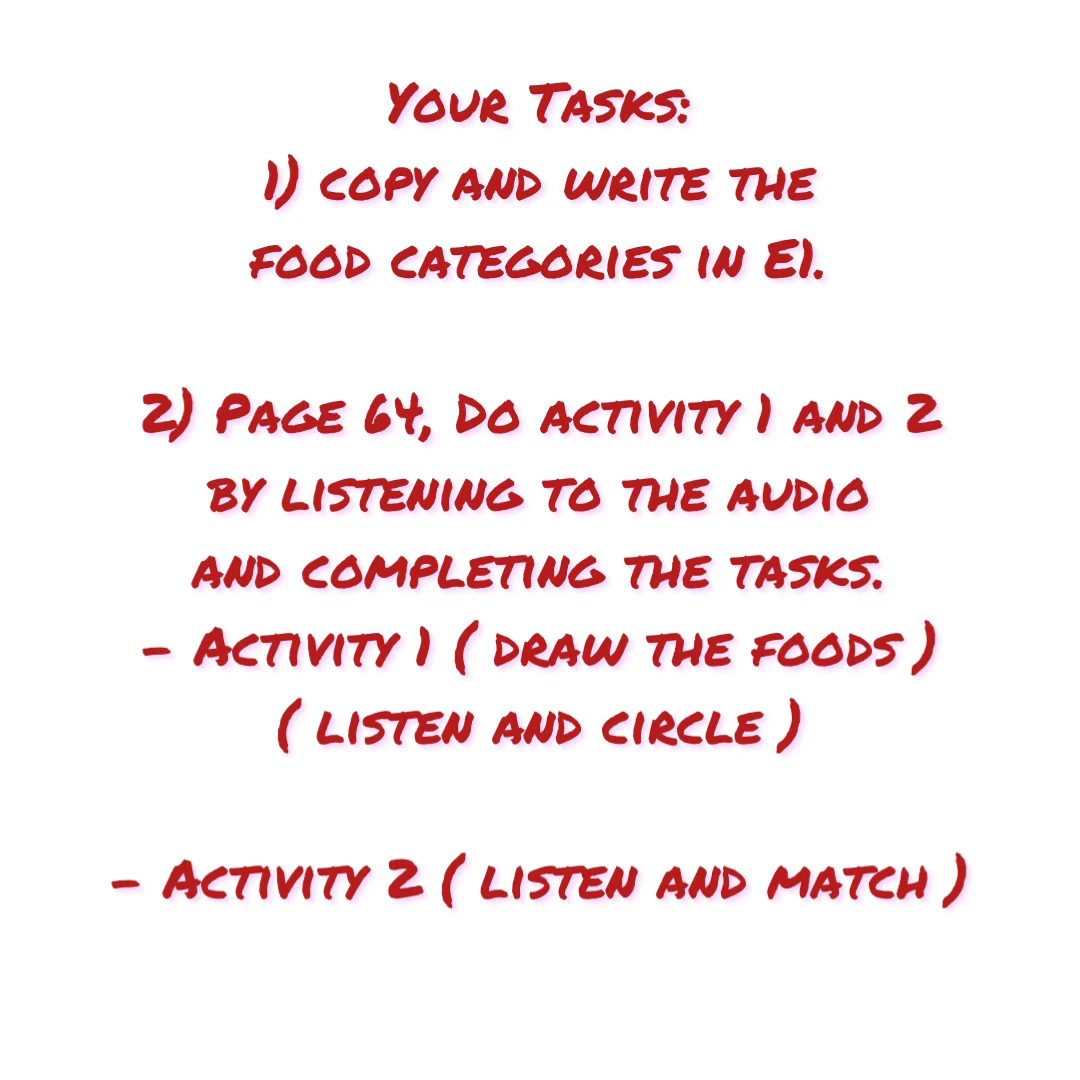 Your Tasks:
1) copy and write the
food categories in E1.
2) Page 64, Do activity 1 and 2
by listening to the audio
and completing the tasks.
- Activity 1 ( draw the foods )
( listen and circle )
- Activity 2 ( listen and match )